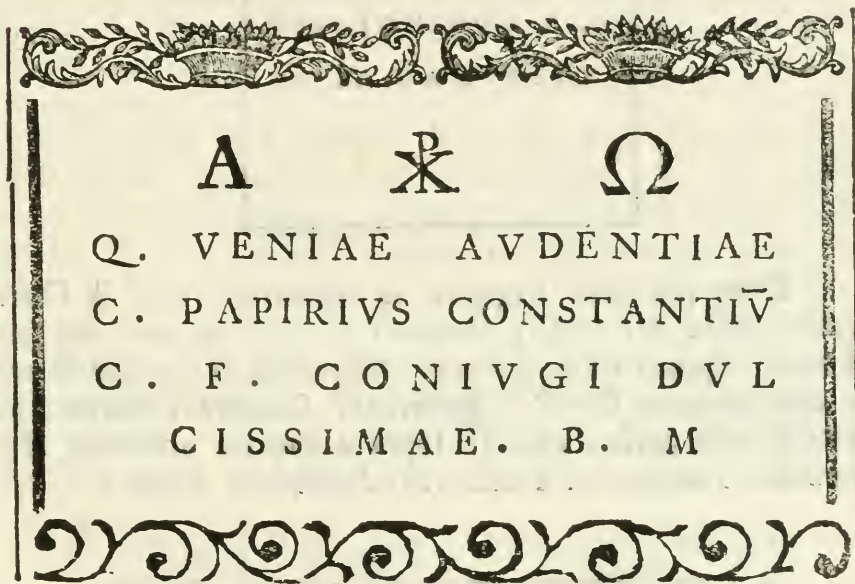 A ☧ Ω
Q. VENIAE AVDENTIAE
C. PAPIRIVS CONSTANTIV̅
C. F. CONIVGI DVL
CISSIMAE. B. M